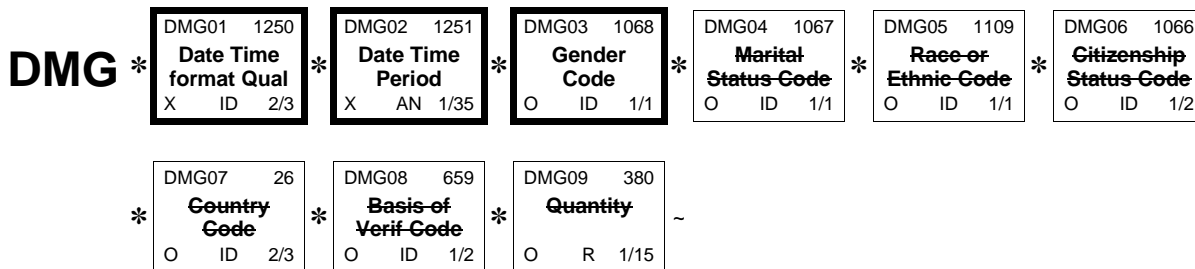 DMG * DMG01 1250 Date Time format Qual X ID 2/3 * DMG02 1251 Date Time Period X AN 1/35 * DMG03 1068 Gender Code O ID 1/1 * DMG04 1067 Marital Status Code O ID 1/1 * DMG05 1109 Race or Ethnic Code O ID 1/1 * DMG06 1066 Citizenship Status Code O ID 1/2
* DMG07 26 Country Code O ID 2/3 * DMG08 659 Basis of Verif Code O ID 1/2 * DMG09 380 Quantity O R 1/15 ~